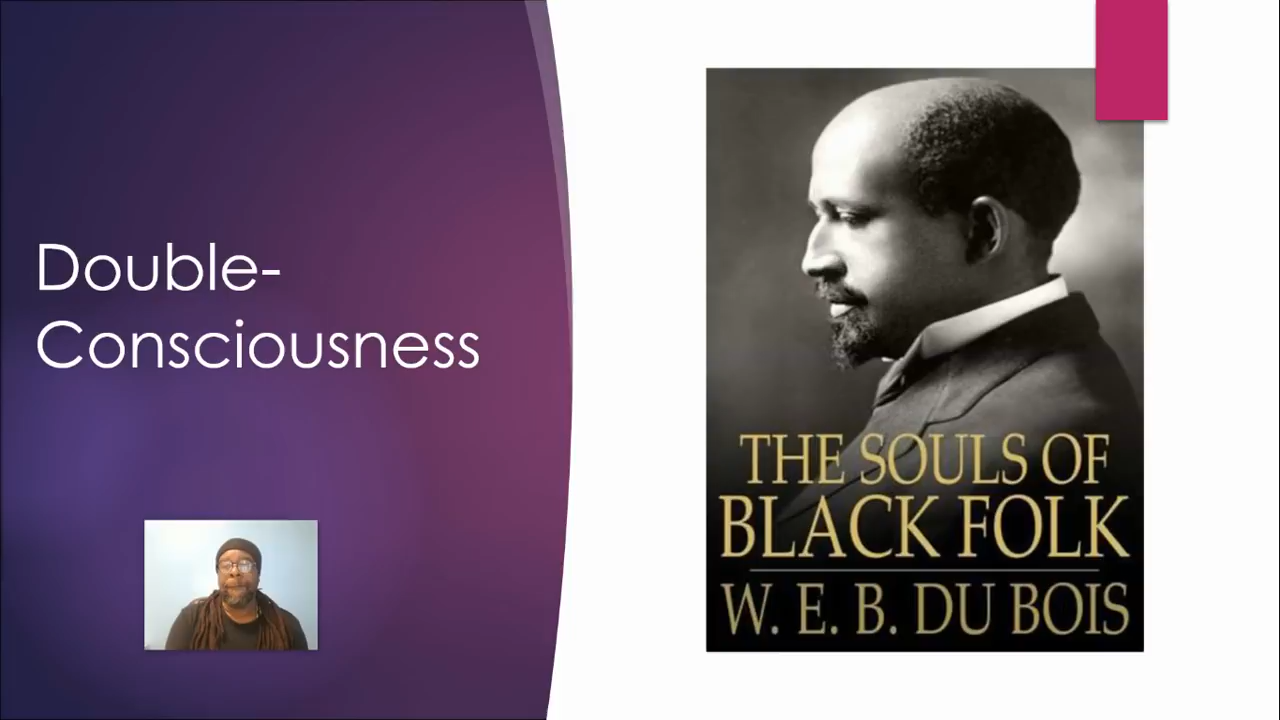 Double-
Consciousness
THE SOULS OF
BLACK FOLK
W. E. B. DU BOIS